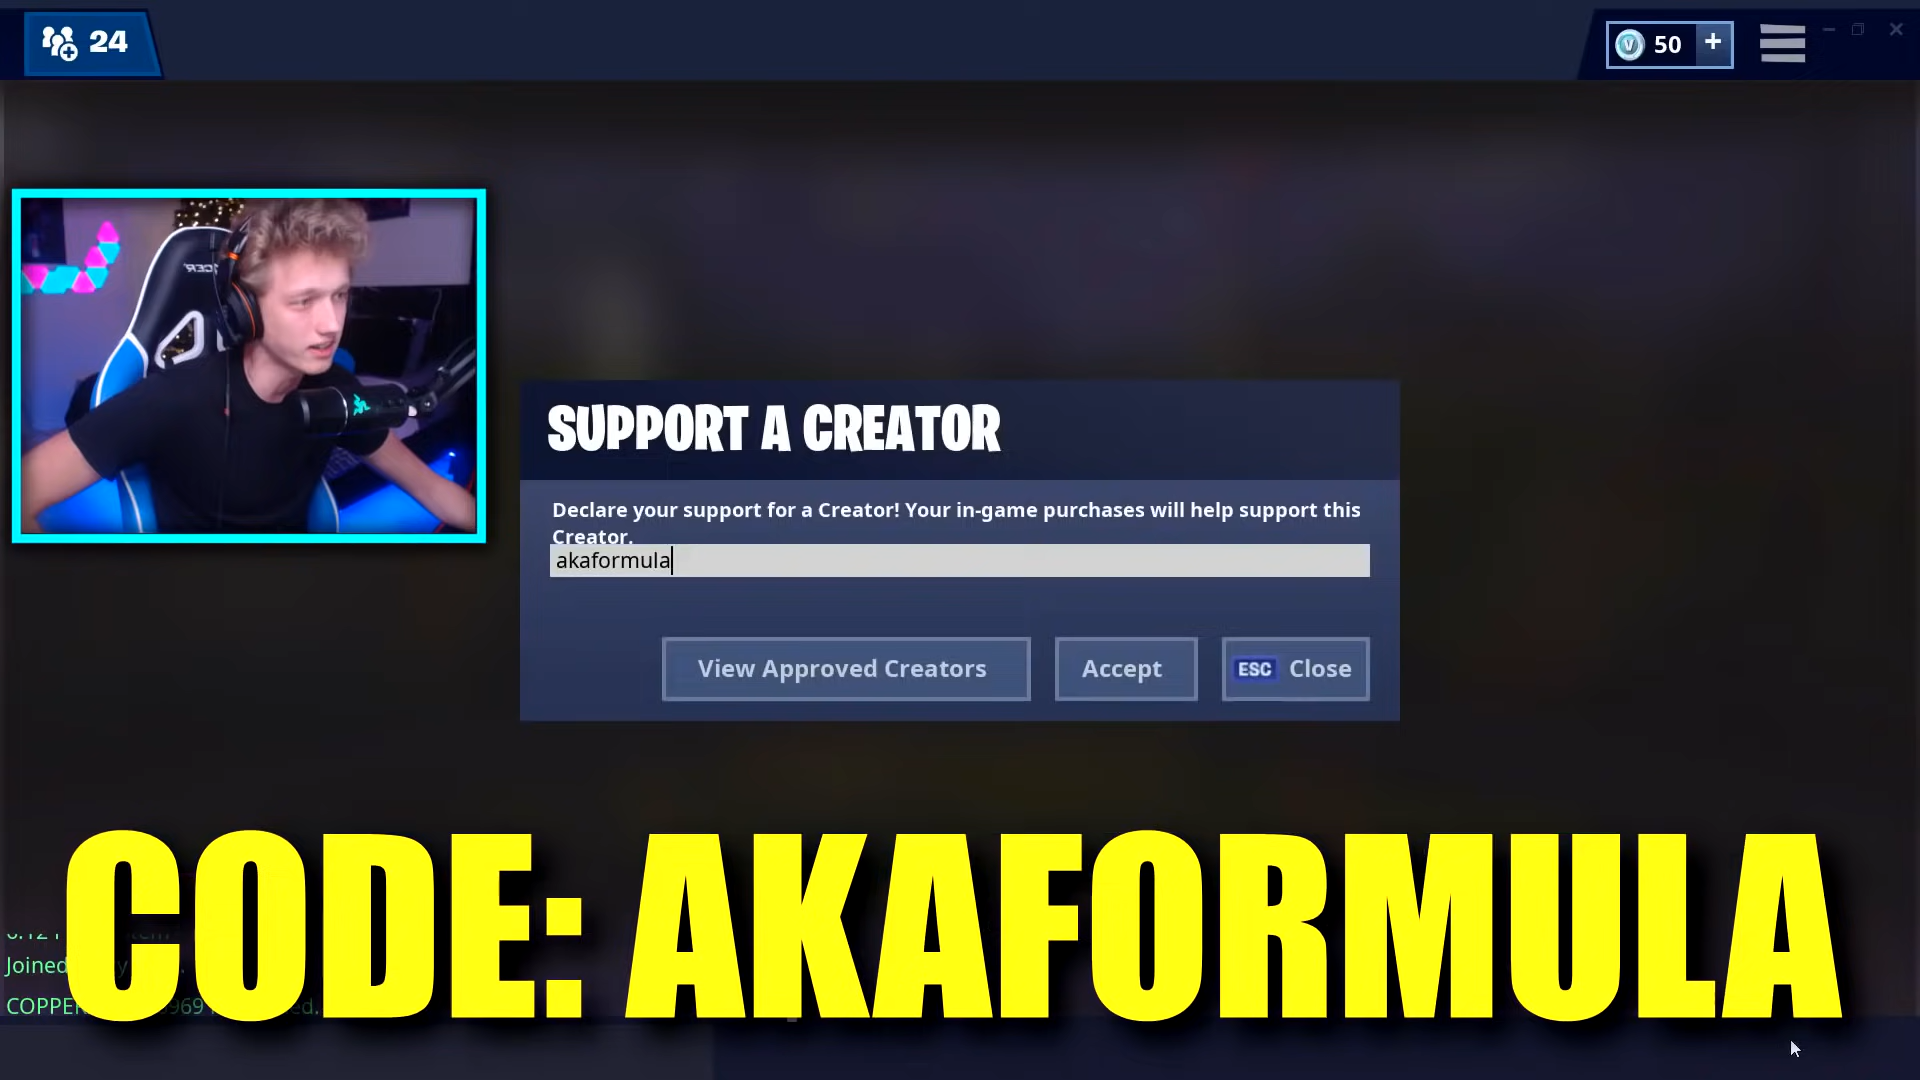 24
50 +
SUPPORT A CREATOR
Declare your support for a Creator! Your in-game purchases will help support this
Creator.
akaformula
View Approved Creators
Accept
ESC Close
CODE: AKAFORMULA
Joined